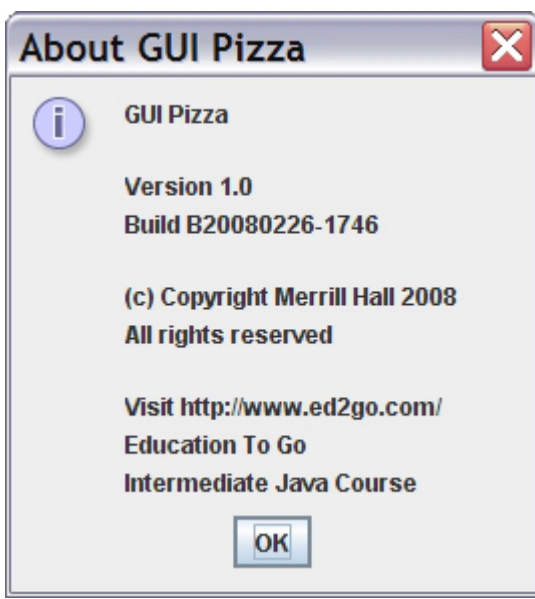 About GUI Pizza
GUI Pizza
Version 1.0
Build B20080226-1746
(c) Copyright Merrill Hall 2008
All rights reserved
Visit http://www.ed2go.com/
Education To Go
Intermediate Java Course
OK